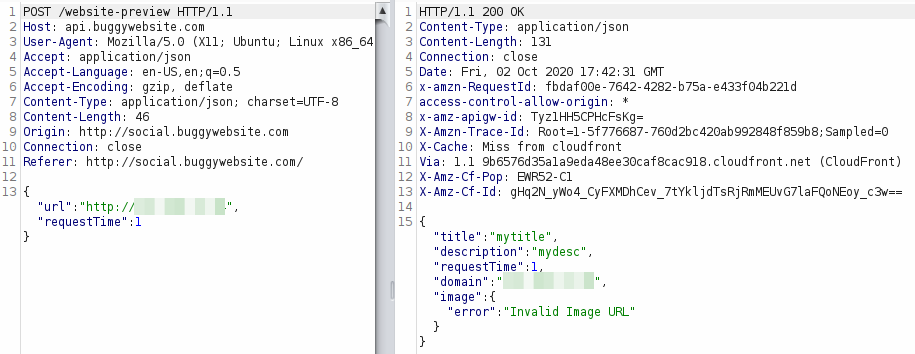 1 POST /website-preview HTTP/1.1
2 Host: api.buggywebsite.com
3 User-Agent: Mozilla/5.0 (X11; Ubuntu; Linux x86_64
4 Accept: application/json
5 Accept-Language: en-US,en;q=0.5
6 Accept-Encoding: gzip, deflate
7 Content-Type: application/json; charset=UTF-8
8 Content-Length: 46
9 Origin: http://social.buggywebsite.com
10 Connection: close
11 Referer: http://social.buggywebsite.com/
12
13 {
"url":"http://",
"requestTime":1
}
1 HTTP/1.1 200 OK
2 Content-Type: application/json
3 Content-Length: 131
4 Connection: close
5 Date: Fri, 02 Oct 2020 17:42:31 GMT
6 x-amzn-RequestId: fbdaf00e-7642-4282-b75a-e433f04b221d
7 access-control-allow-origin: *
8 x-amz-apigw-id: Tyz1HH5CPHcFsKg=
9 X-Amzn-Trace-Id: Root=1-5f776687-760d2bc420ab992848f859b8;Sampled=0
10 X-Cache: Miss from cloudfront
11 Via: 1.1 9b6576d35a1a9eda48ee30caf8cac918.cloudfront.net (CloudFront)
12 X-Amz-Cf-Pop: EWR52-C1
13 X-Amz-Cf-Id: gHq2N_yWo4_CyFXMDhCev_7tYkljdTsRjRmMEUvG7laFQoNEoy_c3w==
14
15 {
"title":"mytitle",
"description":"mydesc",
"requestTime":1,
"domain":"",
"image":{
"error":"Invalid Image URL"
}
}